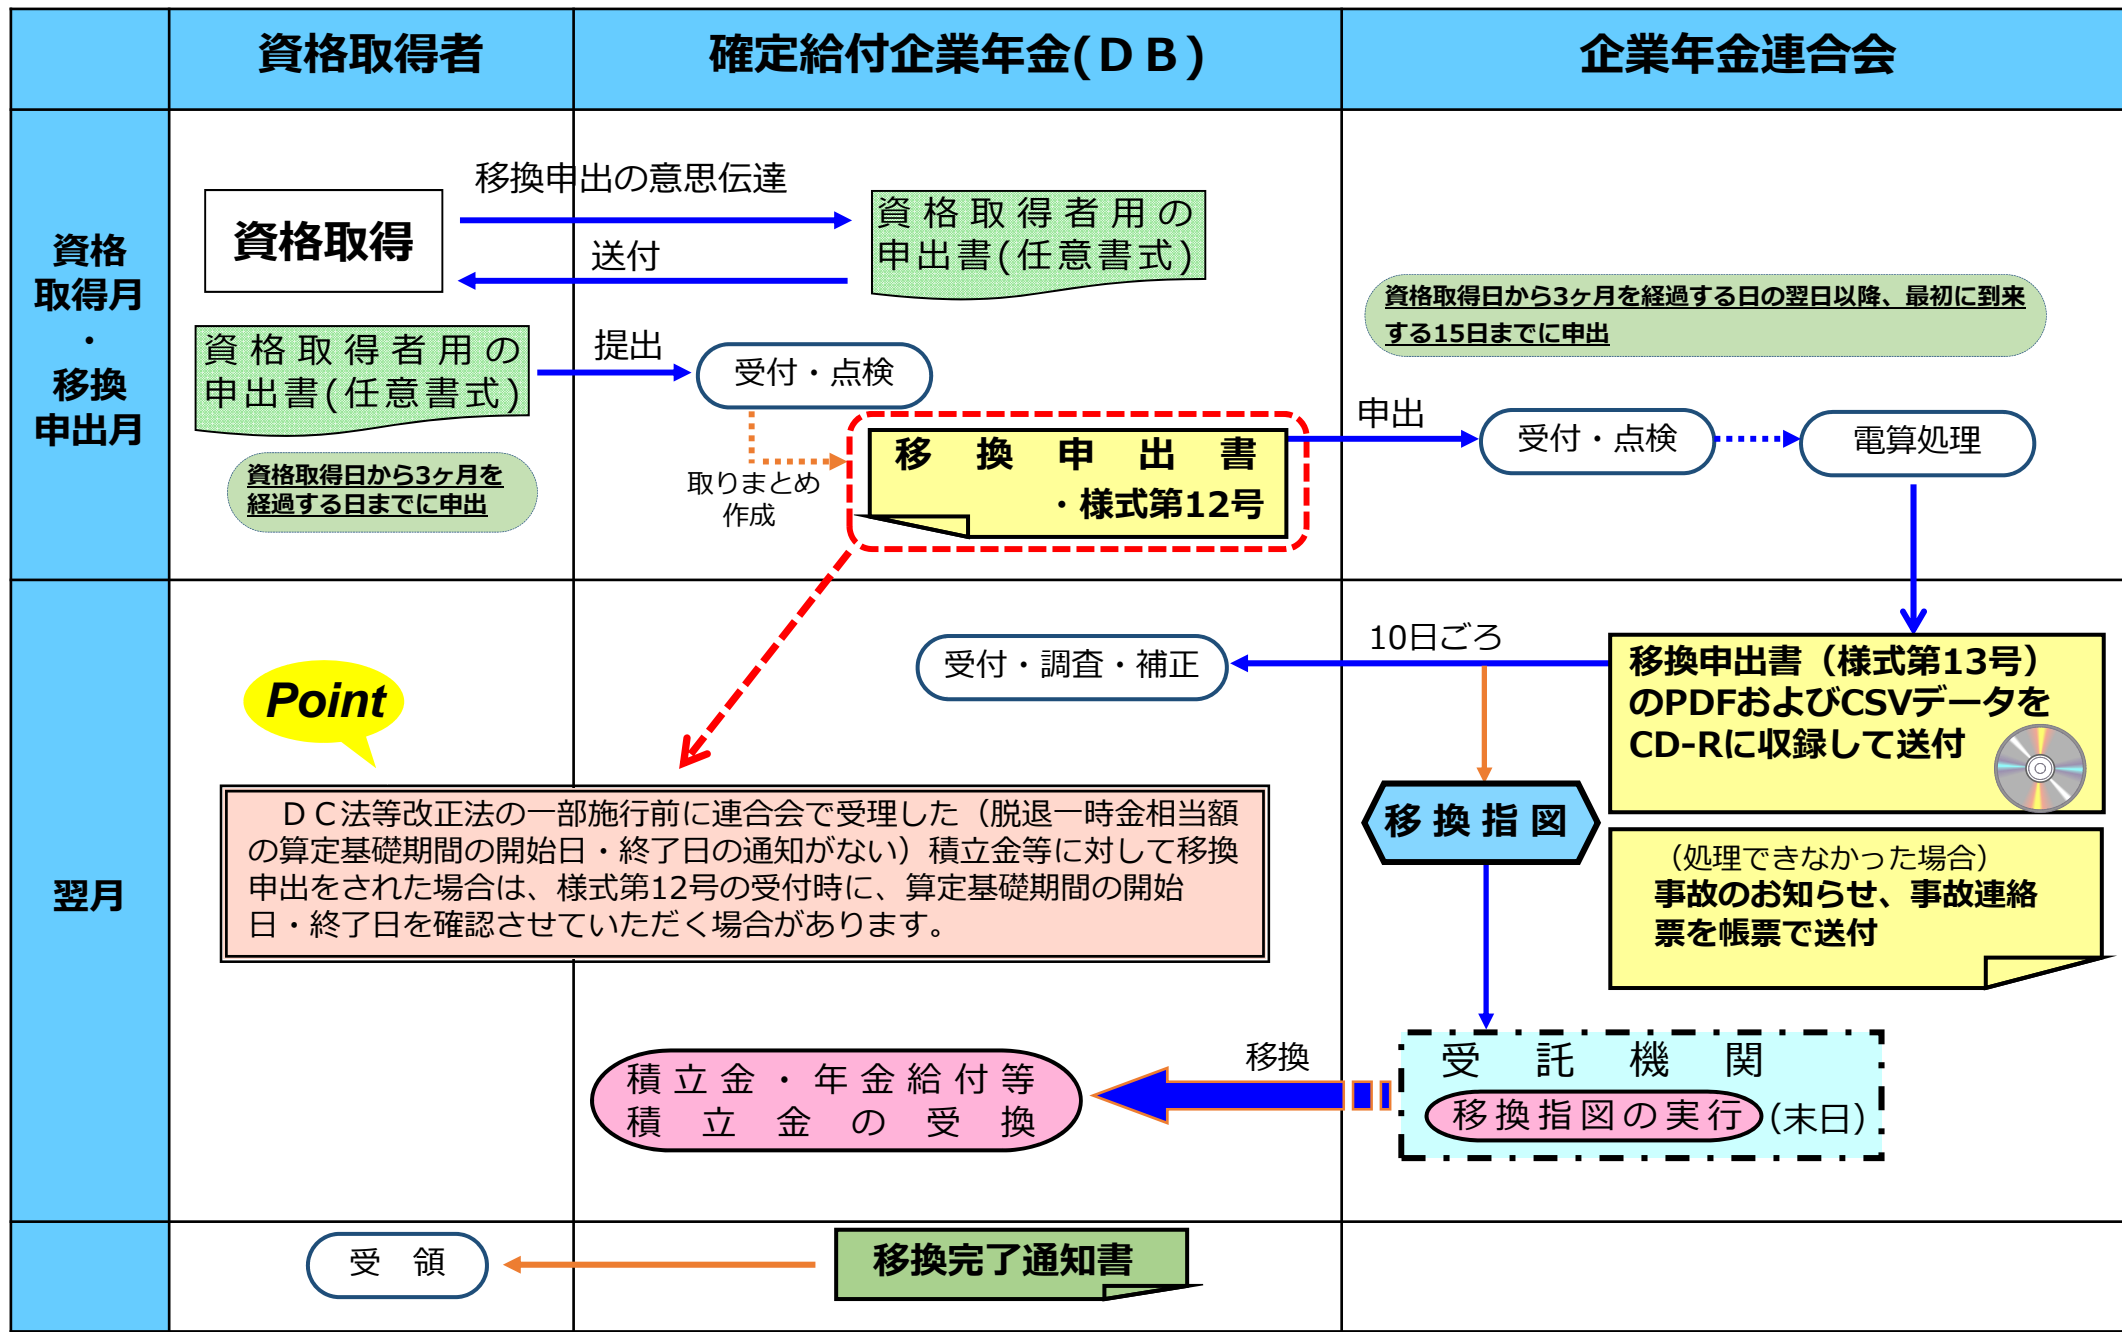 資格取得者
確定給付企業年金(ＤＢ)
企業年金連合会
資格
取得月
・
移換
申出月
資格取得
移換申出の意思伝達
送付
資格取得者用の
申出書(任意書式)
資格取得者用の
申出書(任意書式)
提出
受付・点検
資格取得日から3ヶ月を
経過する日までに申出
取りまとめ
作成
移換申出書
・様式第12号
資格取得日から3ヶ月を経過する日の翌日以降、最初に到来
する15日までに申出
申出
受付・点検
電算処理
翌月
Point
ＤＣ法等改正法の一部施行前に連合会で受理した（脱退一時金相当額
の算定基礎期間の開始日・終了日の通知がない）積立金等に対して移換
申出をされた場合は、様式第12号の受付時に、算定基礎期間の開始
日・終了日を確認させていただく場合があります。
受付・調査・補正
10日ごろ
移換申出書（様式第13号）
のPDFおよびCSVデータを
CD-Rに収録して送付
移換指図
（処理できなかった場合）
事故のお知らせ、事故連絡
票を帳票で送付
積立金・年金給付等
積立金の受換
移換
受託機関
移換指図の実行
（末日）
受領
移換完了通知書